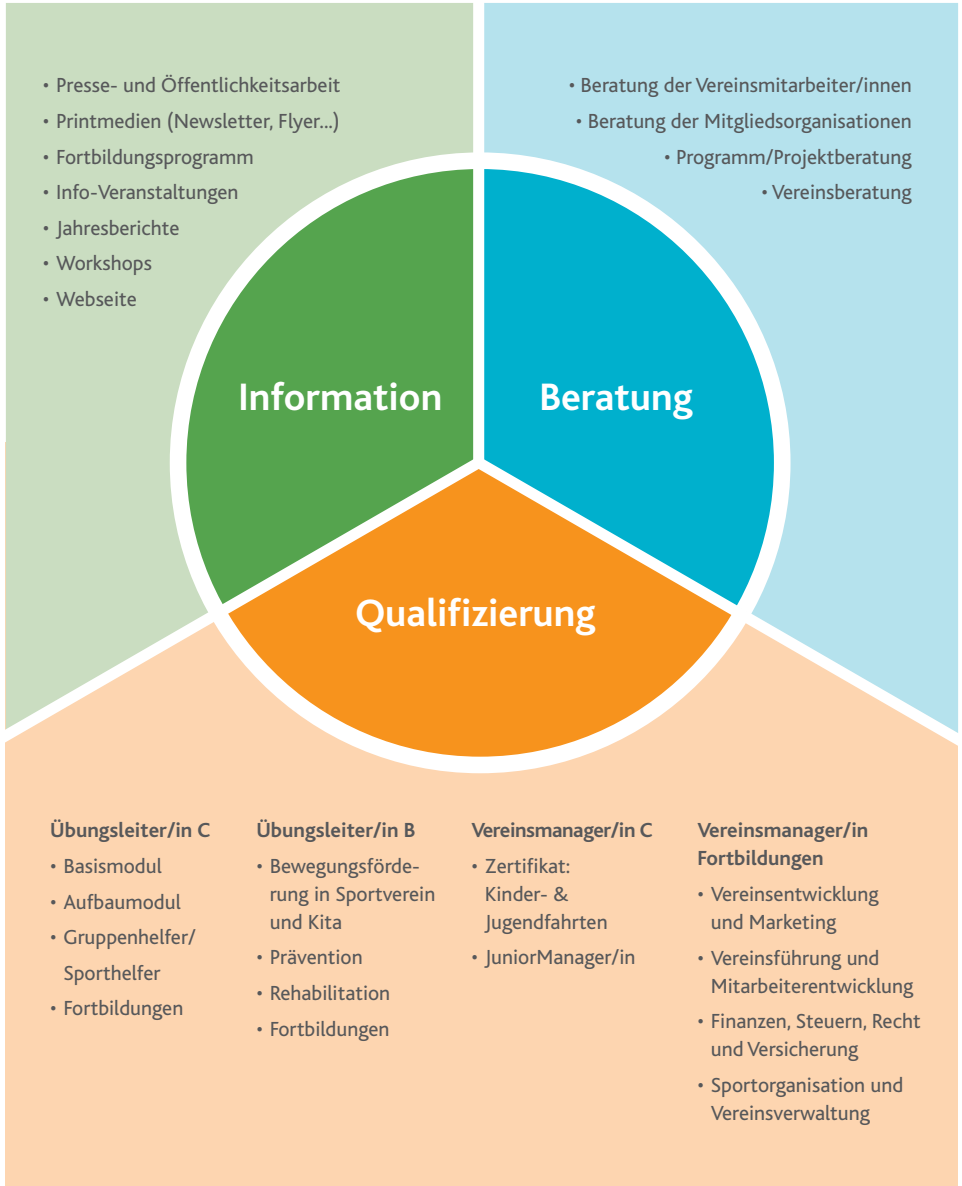 • Presse- und Öffentlichkeitsarbeit
• Printmedien (Newsletter, Flyer...)
• Fortbildungsprogramm
• Info-Veranstaltungen
• Jahresberichte
• Workshops
• Webseite
• Beratung der Vereinsmitarbeiter/innen
• Beratung der Mitgliedsorganisationen
• Programm/Projektberatung
• Vereinsberatung
Information
Beratung
Qualifizierung
Übungsleiter/in C
• Basismodul
• Aufbaumodul
• Gruppenhelfer/
Sporthelfer
• Fortbildungen
Übungsleiter/in B
• Bewegungsförde-
rung in Sportverein
und Kita
• Prävention
• Rehabilitation
• Fortbildungen
Vereinsmanager/in C
• Zertifikat:
Kinder- &
Jugendfahrten
• JuniorManager/in
Vereinsmanager/in
Fortbildungen
• Vereinsentwicklung
und Marketing
• Vereinsführung und
Mitarbeiterentwicklung
• Finanzen, Steuern, Recht
und Versicherung
• Sportorganisation und
Vereinsverwaltung